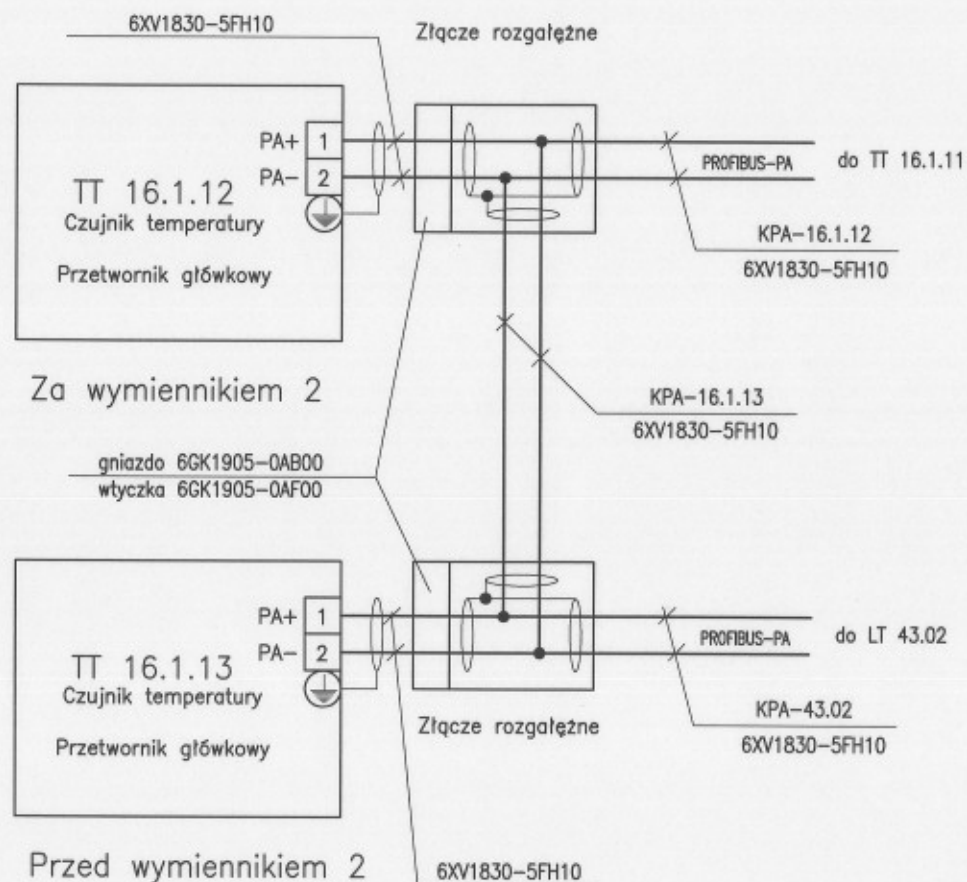 6XV1830-5FH10
Złącze rozgałęźne
PA+ 1
PA- 2
TT 16.1.12
Czujnik temperatury
Przetwornik główkowy
PROFIBUS-PA
do TT 16.1.11
KPA-16.1.12
6XV1830-5FH10
Za wymiennikiem 2
KPA-16.1.13
6XV1830-5FH10
gniazdo 6GK1905-0AB00
wtyczka 6GK1905-0AF00
PA+ 1
PA- 2
TT 16.1.13
Czujnik temperatury
Przetwornik główkowy
PROFIBUS-PA
do LT 43.02
Złącze rozgałęźne
KPA-43.02
6XV1830-5FH10
Przed wymiennikiem 2
6XV1830-5FH10